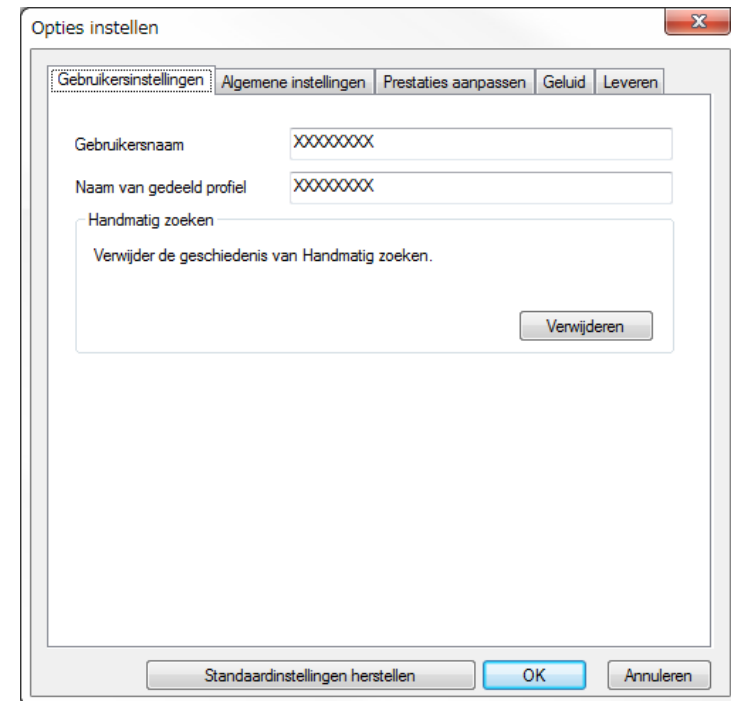 Opties instellen
Gebruikersinstellingen Algemene instellingen Prestaties aanpassen Geluid Leveren
Gebruikersnaam XXXXXXXX
Naam van gedeeld profiel XXXXXXXX
Handmatig zoeken
Verwijder de geschiedenis van Handmatig zoeken.
Verwijderen
Standaardinstellingen herstellen OK Annuleren